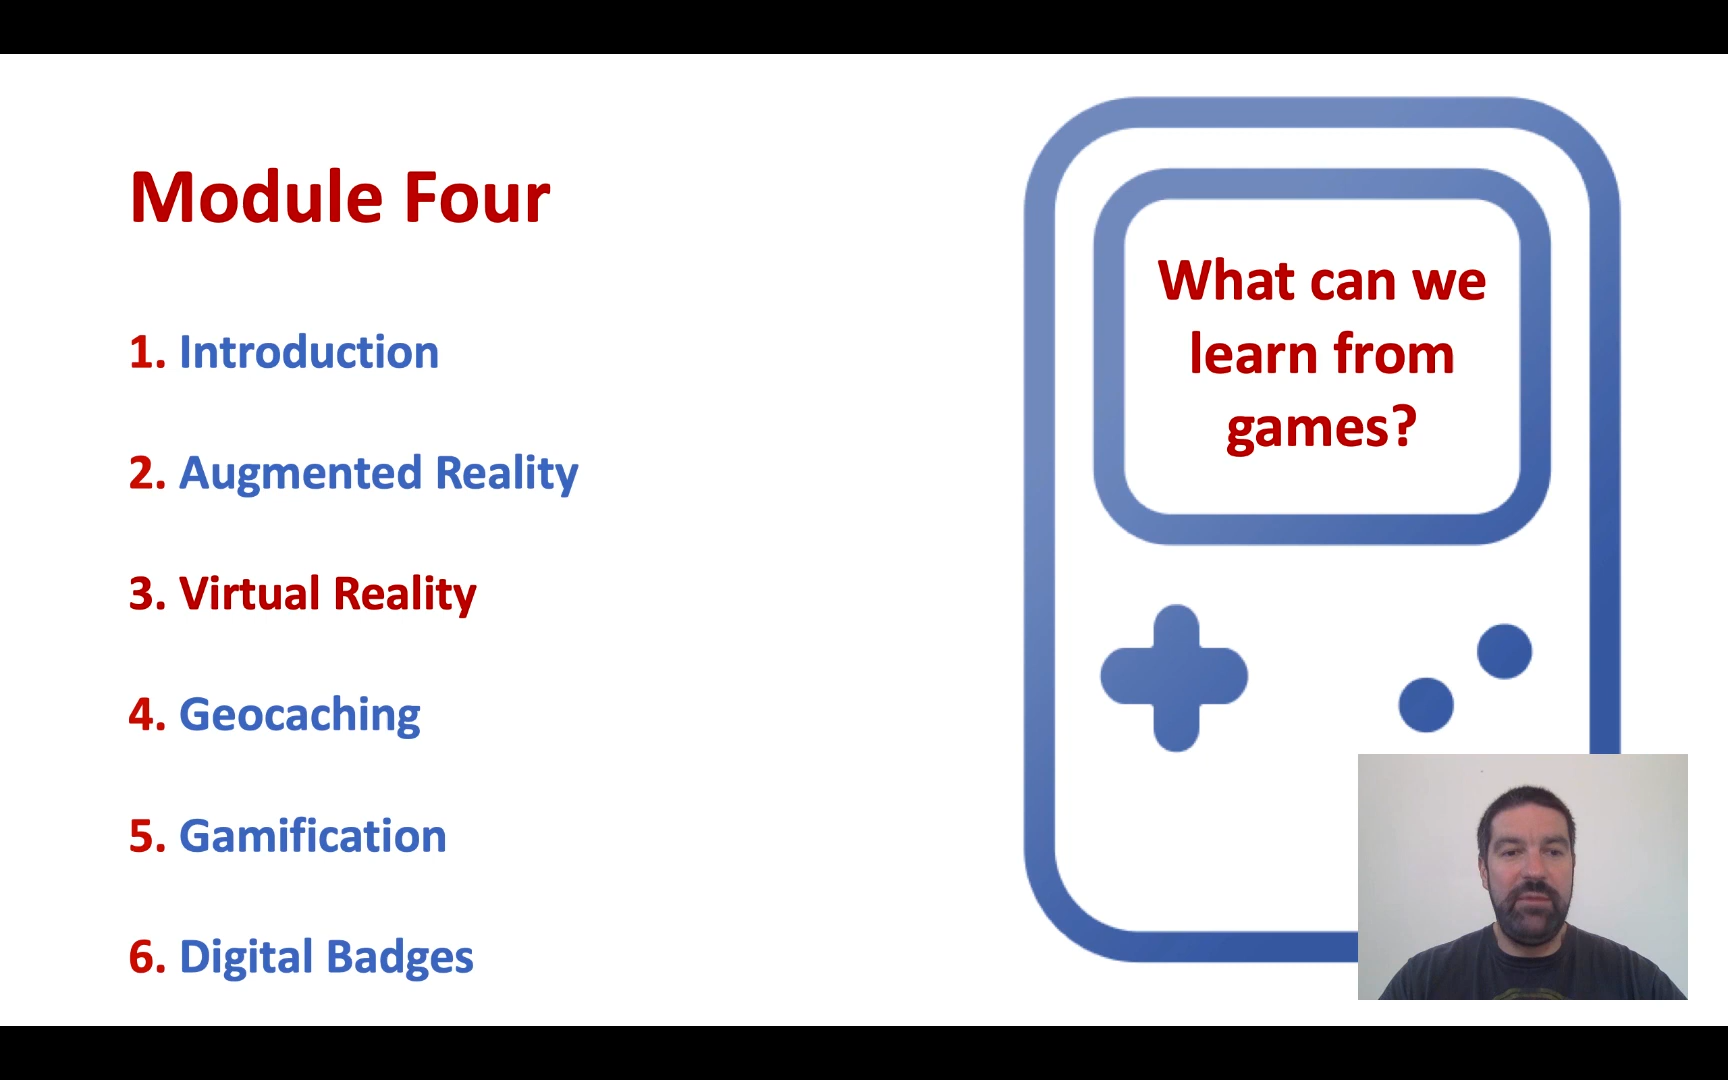 Module Four
1. Introduction
2. Augmented Reality
3. Virtual Reality
4. Geocaching
5. Gamification
6. Digital Badges
What can we
learn from
games?